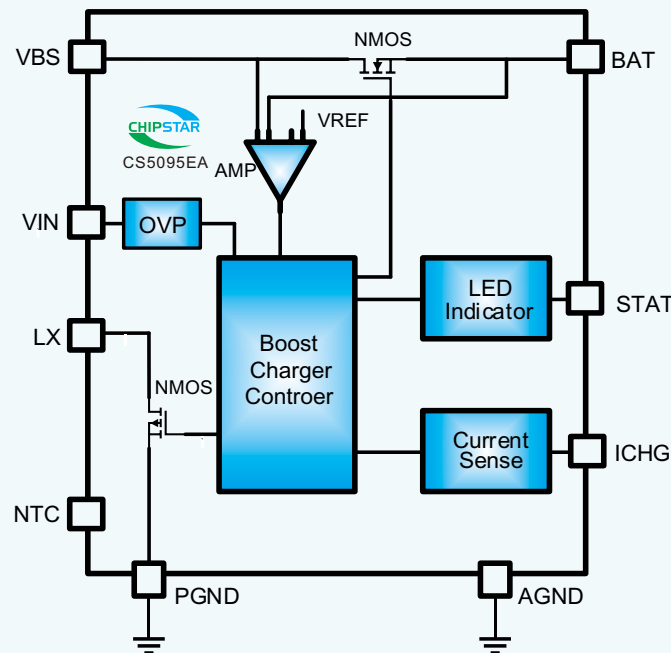 NMOS
VBS
BAT
CHIPSTAR
VREF
CS5095EA
AMP
VIN
OVP
LED
Indicator
STAT
LX
Boost
Charger
Controer
NMOS
Current
Sense
ICHG
NTC
PGND
AGND